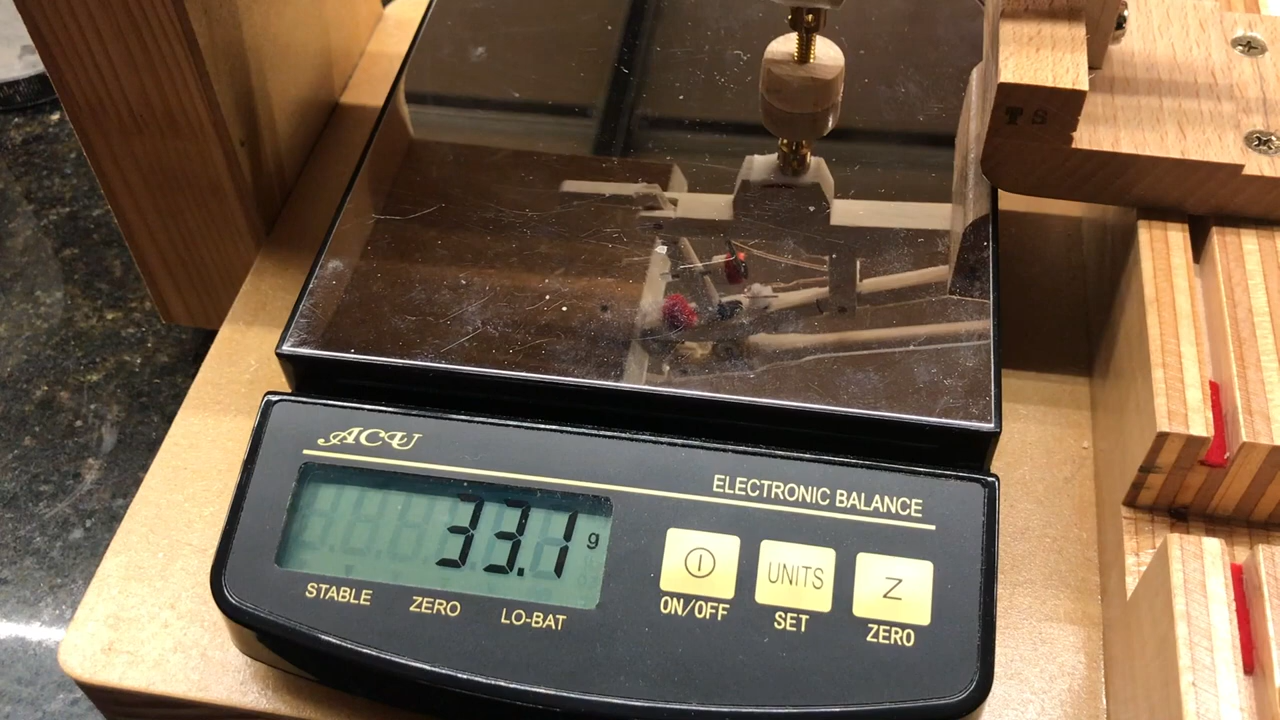 TS
ACU
ELECTRONIC BALANCE
33.1 g
STABLE ZERO LO-BAT
UNITS Z
ON/OFF SET ZERO